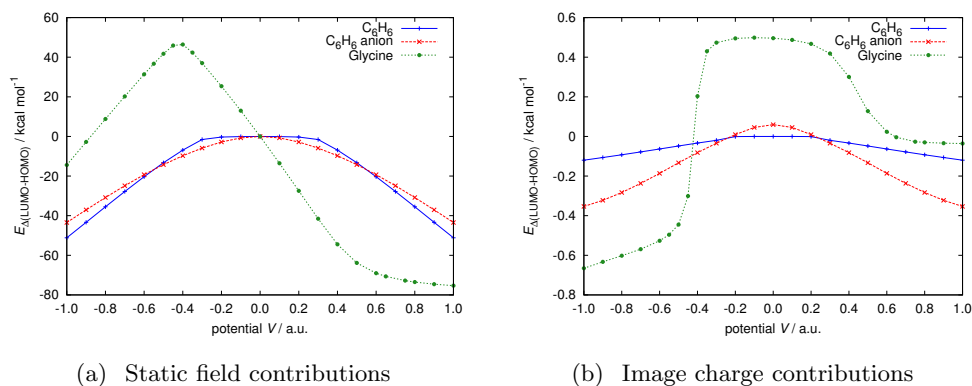 60
40
20
0
-20
-40
-60
-80
-1.0 -0.8 -0.6 -0.4 -0.2 0.0 0.2 0.4 0.6 0.8 1.0
E∆(LUMO-HOMO) / kcal mol⁻¹
potential V / a.u.
C₆H₆
C₆H₆ anion
Glycine
(a) Static field contributions
0.6
0.4
0.2
0
-0.2
-0.4
-0.6
0.8
-1.0 -0.8 -0.6 -0.4 -0.2 0.0 0.2 0.4 0.6 0.8 1.0
E∆(LUMO-HOMO) / kcal mol⁻¹
potential V / a.u.
C₆H₆
C₆H₆ anion
Glycine
(b) Image charge contributions